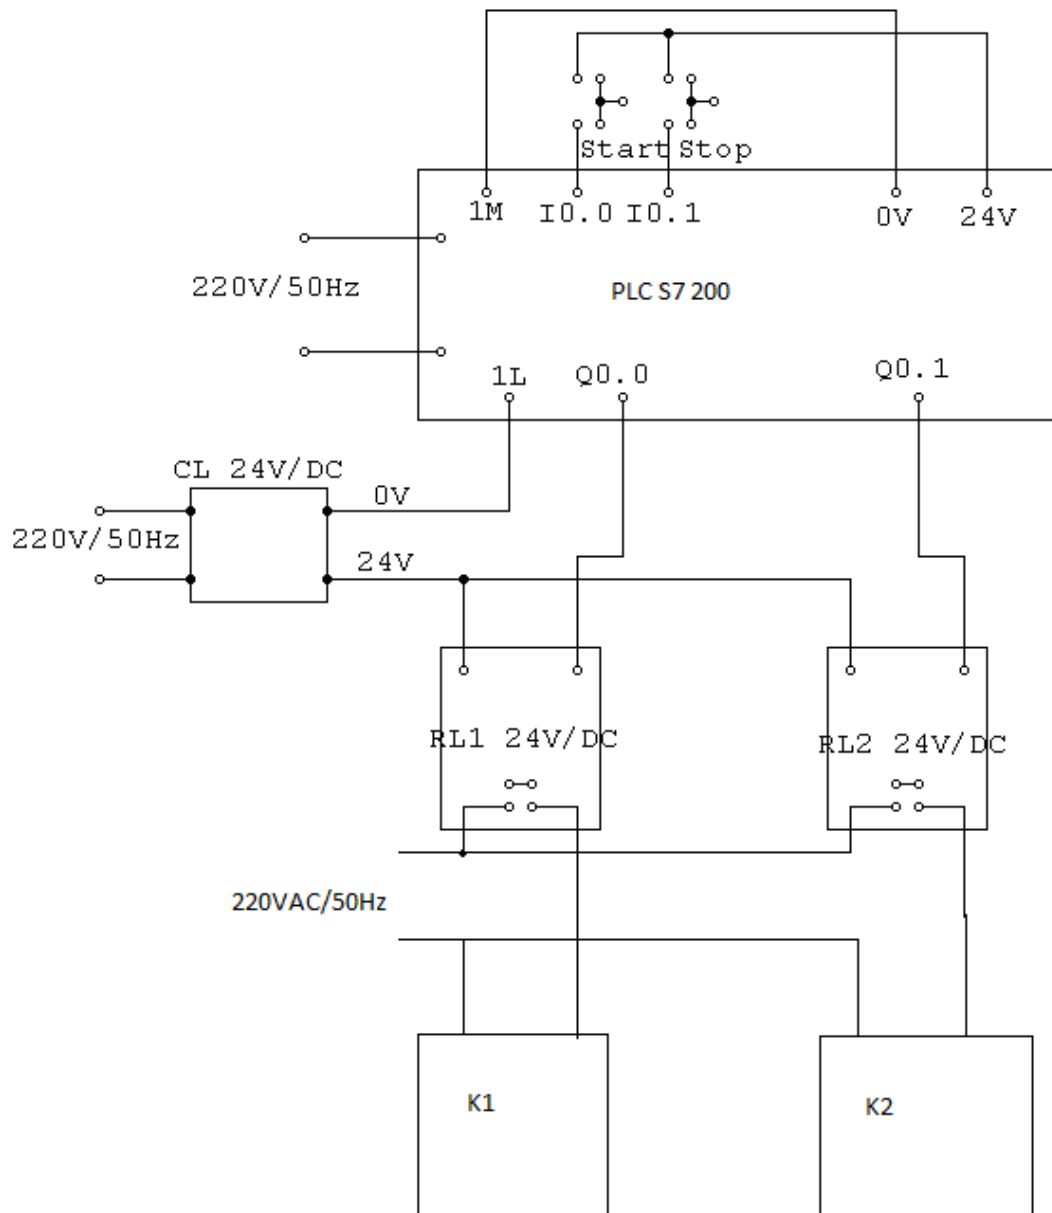 Start Stop
1M I0.0 I0.1 0V 24V
220V/50Hz
PLC S7 200
1L Q0.0 Q0.1
CL 24V/DC
0V
220V/50Hz
24V
RL1 24V/DC
RL2 24V/DC
220VAC/50Hz
K1
K2